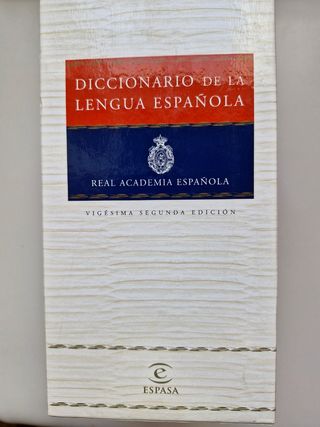 DICCIONARIO DE LA
LENGUA ESPAÑOLA
REAL ACADEMIA ESPAÑOLA
VIGÉSIMA SEGUNDA EDICIÓN
e
ESPASA